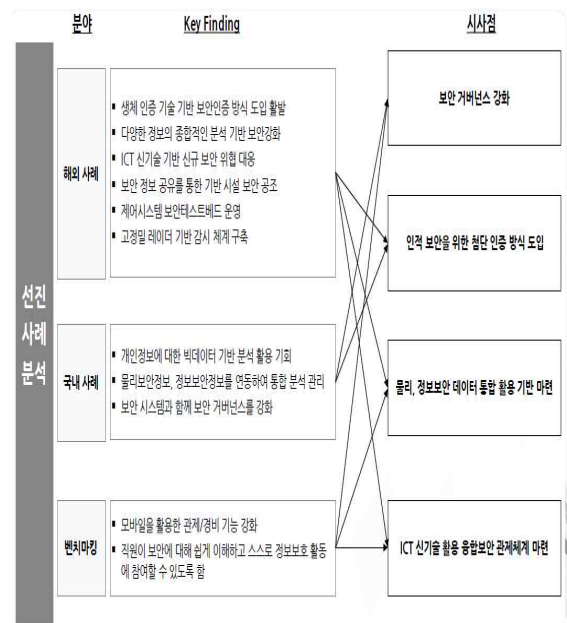 분야
Key Finding
시사점
선진
사례
분석
해외 사례
▪ 생체 인증 기술 기반 보안인증 방식 도입 활발
▪ 다양한 정보의 종합적인 분석 기반 보안강화
▪ ICT 신기술 기반 신규 보안 위협 대응
▪ 보안 정보 공유를 통한 기반 시설 보안 공조
▪ 제어시스템 보안테스트베드 운영
▪ 고정밀 레이더 기반 감시 체계 구축
국내 사례
▪ 개인정보에 대한 빅데이터 기반 분석 활용 기회
▪ 물리보안정보, 정보보안정보를 연동하여 통합 분석 관리
▪ 보안 시스템과 함께 보안 거버넌스를 강화
벤치마킹
▪ 모바일을 활용한 관제/경비 기능 강화
▪ 직원이 보안에 대해 쉽게 이해하고 스스로 정보보호 활동
에 참여할 수 있도록 함
보안 거버넌스 강화
인적 보안을 위한 첨단 인증 방식 도입
물리, 정보보안 데이터 통합 활용 기반 마련
ICT 신기술 활용 융합보안 관제체계 마련